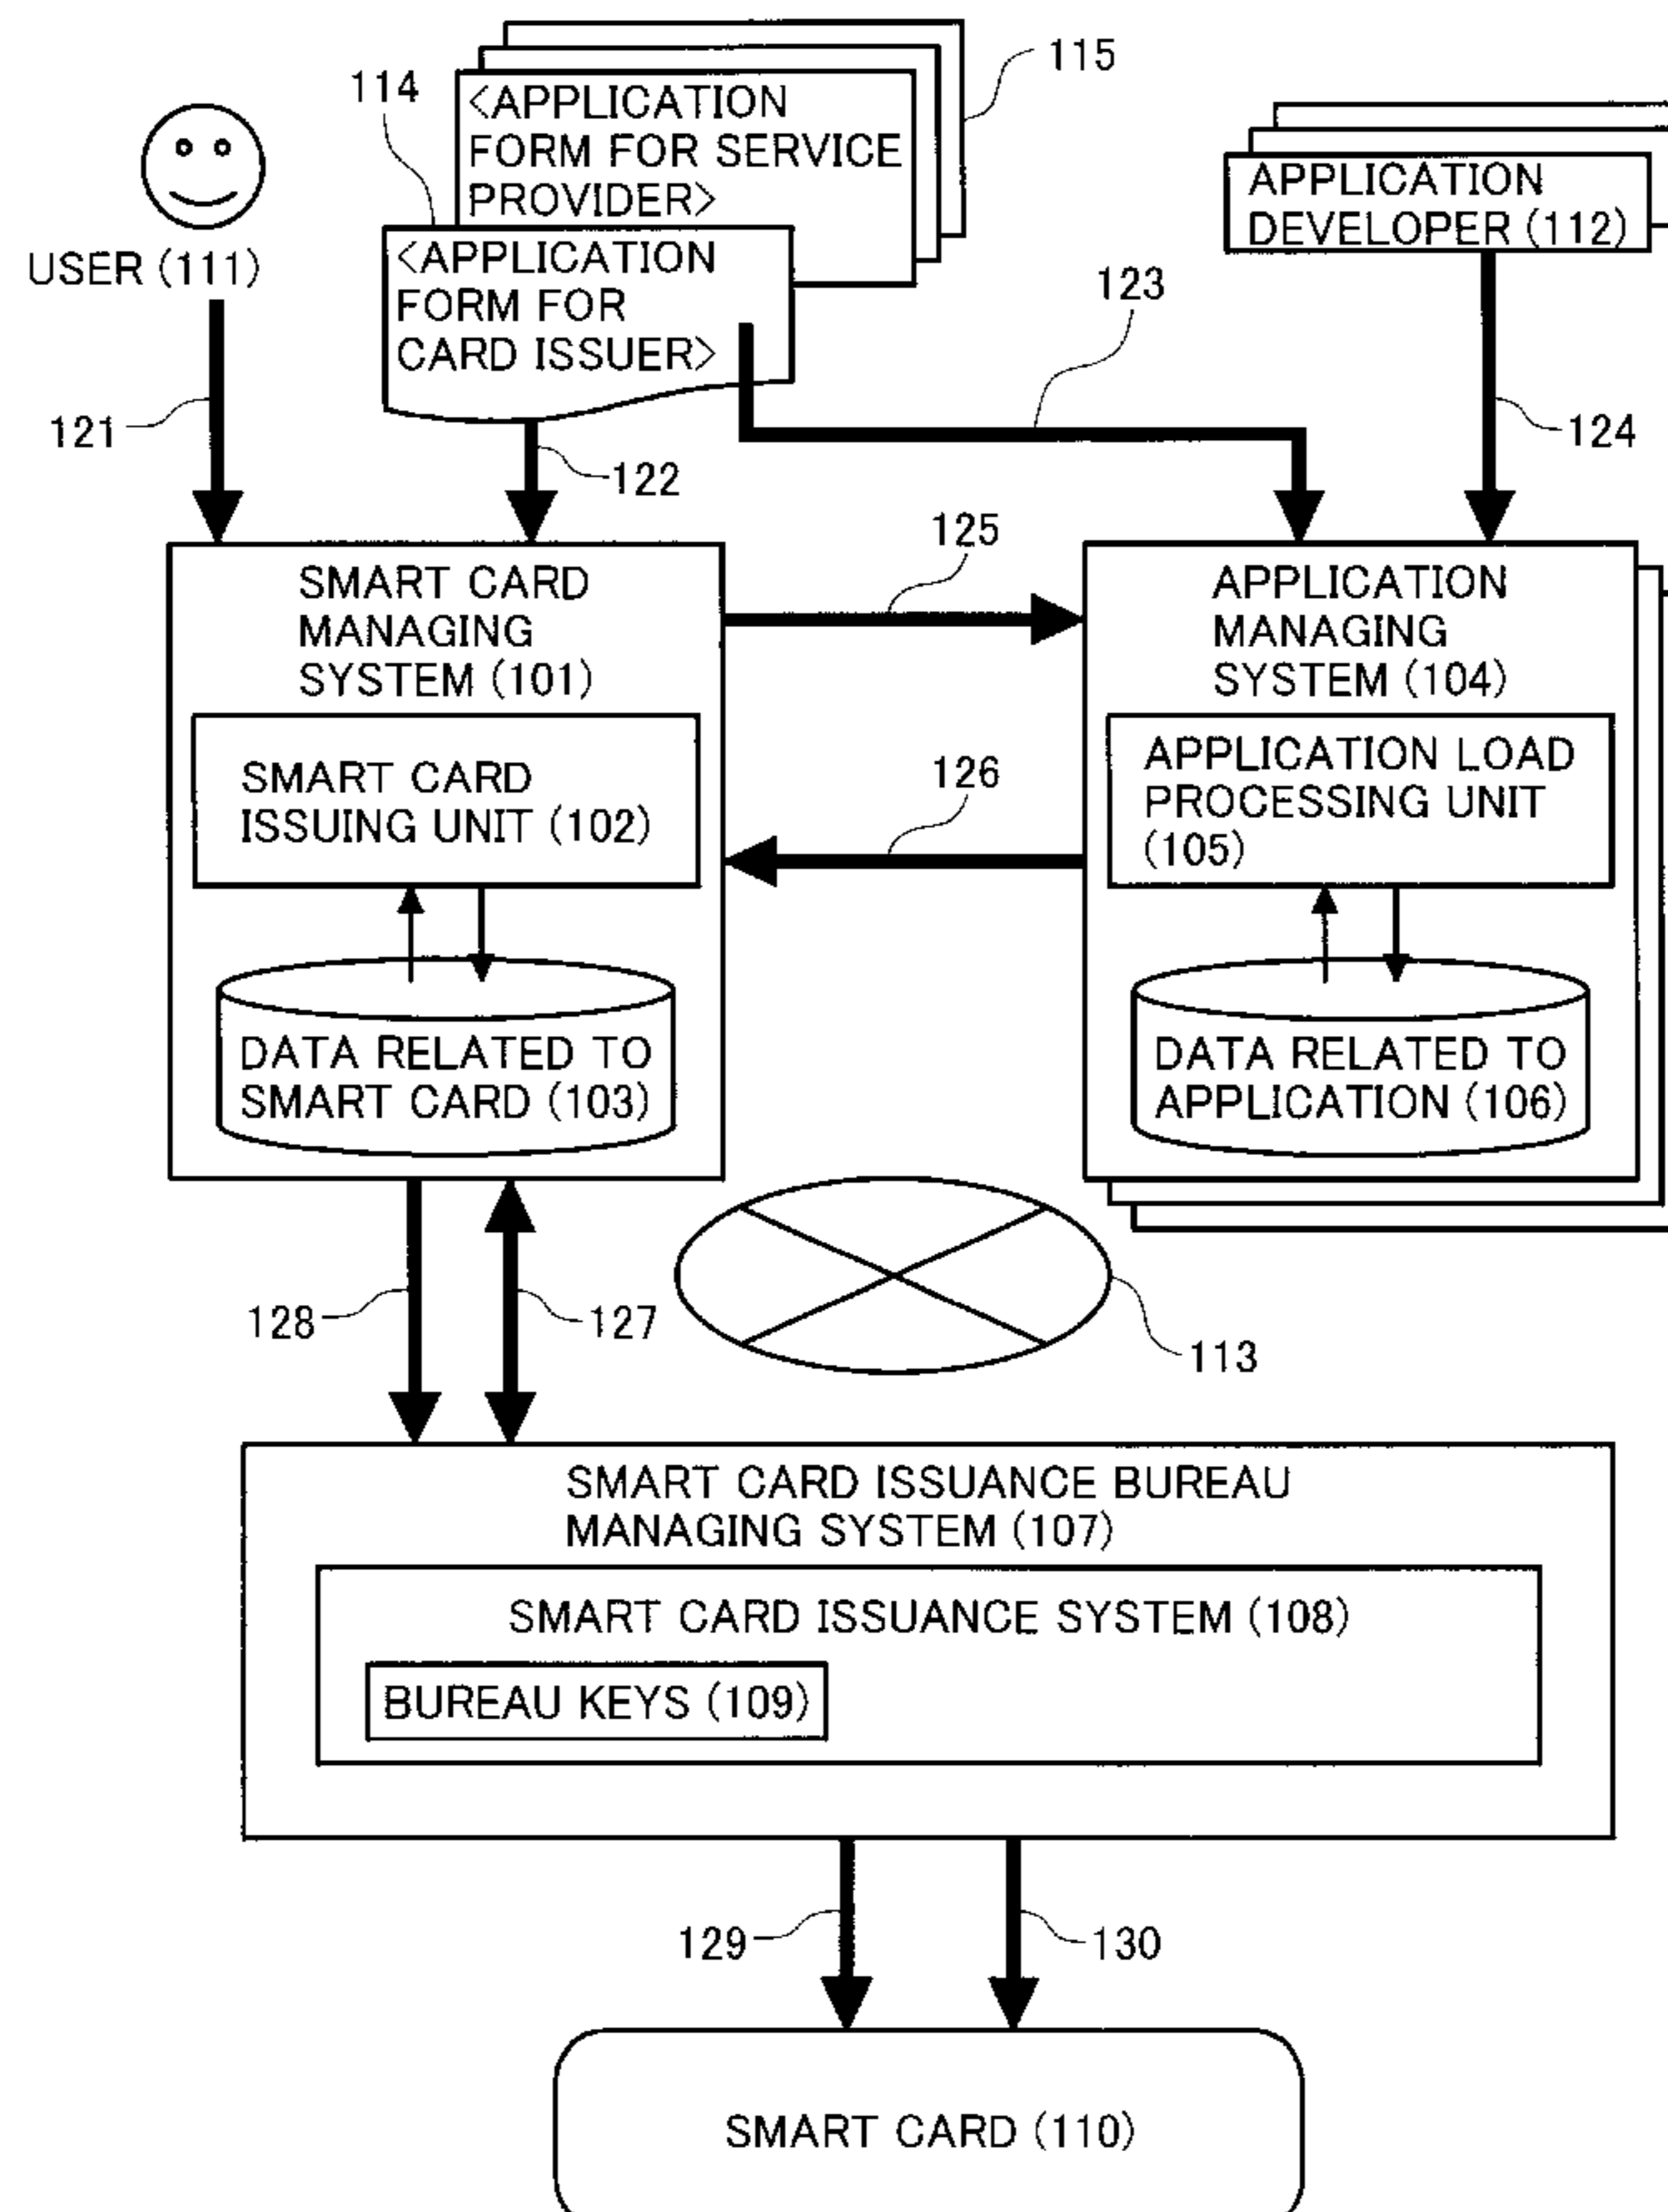 115
114
<APPLICATION
FORM FOR SERVICE
PROVIDER>
APPLICATION
DEVELOPER (112)
<APPLICATION
FORM FOR
CARD ISSUER>
USER (111)
123
121
122
124
125
SMART CARD
MANAGING
SYSTEM (101)
APPLICATION
MANAGING
SYSTEM (104)
SMART CARD
ISSUING UNIT (102)
126
APPLICATION LOAD
PROCESSING UNIT
(105)
DATA RELATED TO
SMART CARD (103)
DATA RELATED TO
APPLICATION (106)
128
127
113
SMART CARD ISSUANCE BUREAU
MANAGING SYSTEM (107)
SMART CARD ISSUANCE SYSTEM (108)
BUREAU KEYS (109)
129
130
SMART CARD (110)